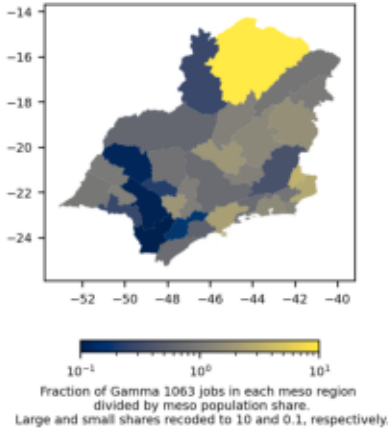 −14
−16
−18
−20
−22
−24
−52 −50 −48 −46 −44 −42 −40
10⁻¹ 10⁰ 10¹
Fraction of Gamma 1063 jobs in each meso region
divided by meso population share.
Large and small shares recoded to 10 and 0.1, respectively.